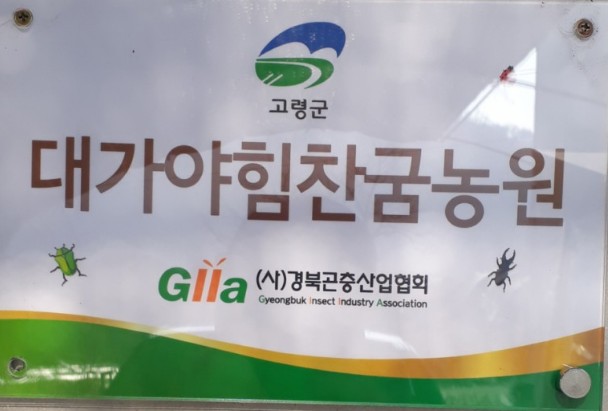 고령군
대가야힘찬굼농원
GIIa (사)경북곤충산업협회
Gyeongbuk Insect Industry Association